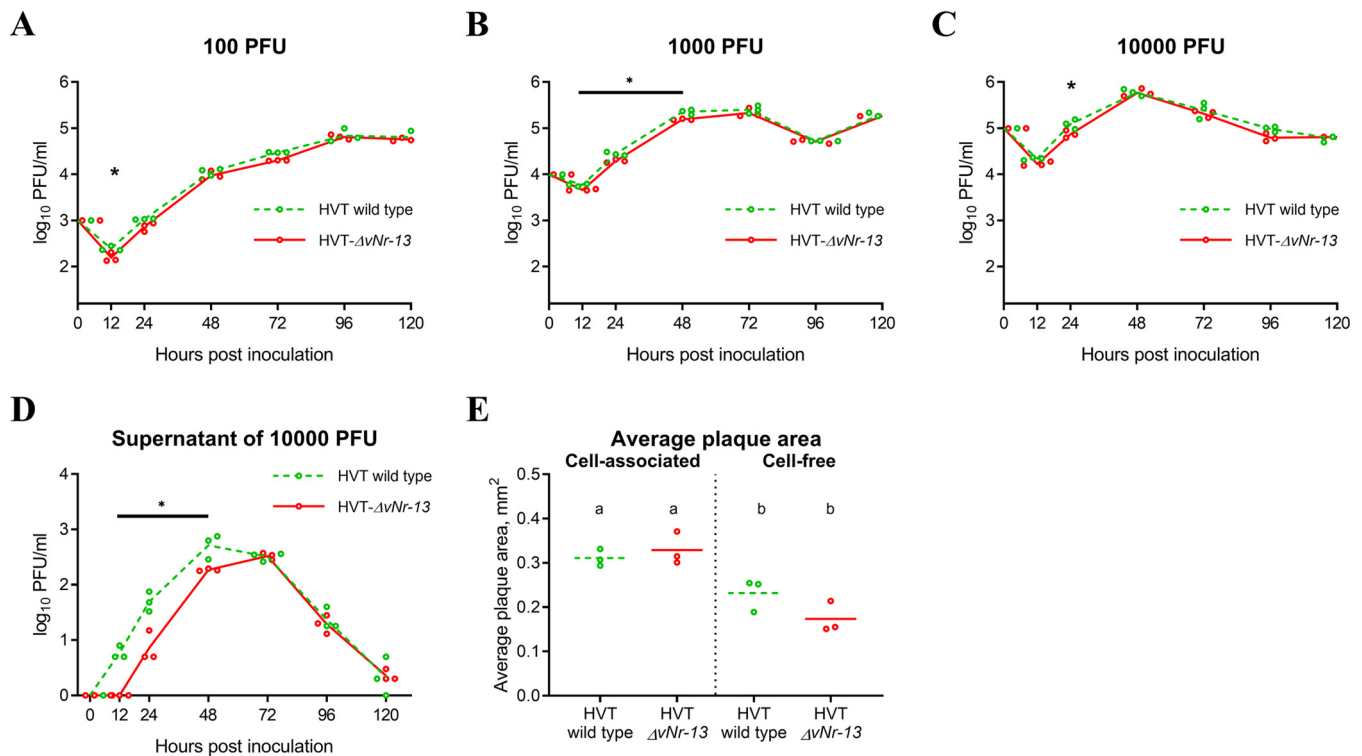 A
100 PFU
6
5
4
3
2
log10 PFU/ml
*
HVT wild type
HVT-ΔvNr-13
0 12 24 48 72 96 120
Hours post inoculation
B
1000 PFU
6
5
4
3
2
log10 PFU/ml
*
HVT wild type
HVT-ΔvNr-13
0 12 24 48 72 96 120
Hours post inoculation
C
10000 PFU
6
5
4
3
2
log10 PFU/ml
*
HVT wild type
HVT-ΔvNr-13
0 12 24 48 72 96 120
Hours post inoculation
D
Supernatant of 10000 PFU
4
3
2
1
0
log10 PFU/ml
*
HVT wild type
HVT-ΔvNr-13
0 12 24 48 72 96 120
Hours post inoculation
E
Average plaque area
Cell-associated Cell-free
0.5
0.4
0.3
0.2
0.1
0.0
Average plaque area, mm2
a a b b
HVT HVT HVT HVT
wild type ΔvNr-13 wild type ΔvNr-13